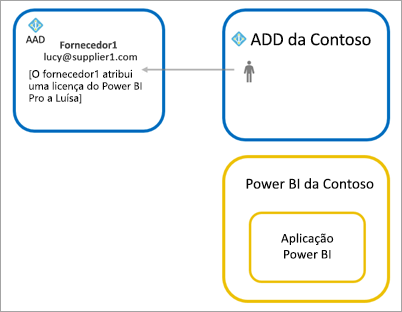 AAD
Fornecedor1
lucy@supplier1.com
[O fornecedor1 atribui
uma licença do Power BI
Pro a Luísa]
ADD da Contoso
Power BI da Contoso
Aplicação
Power BI